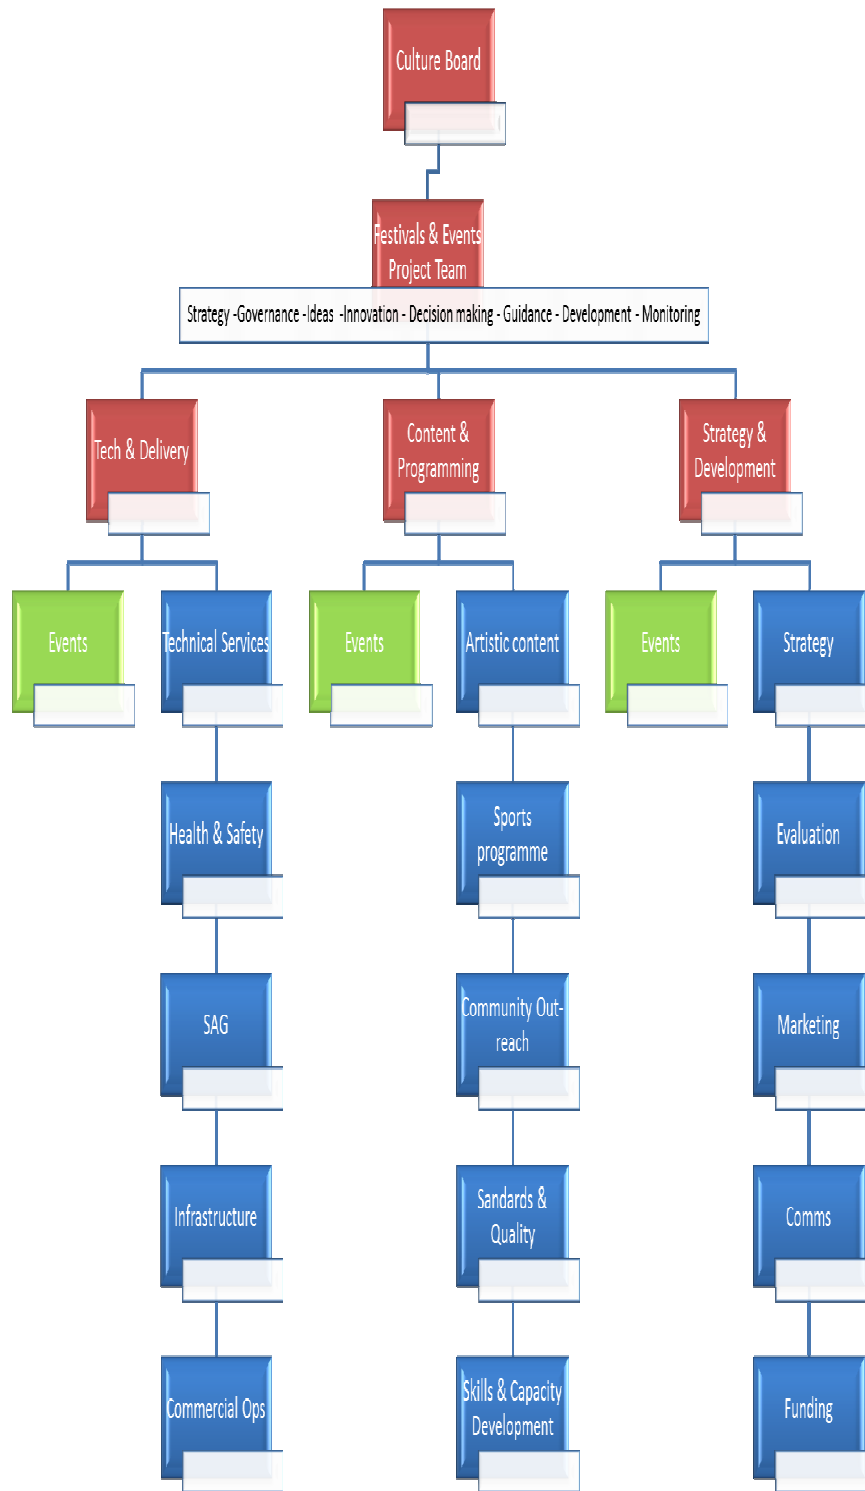 Culture Board
Festivals & Events
Project Team
Strategy -Governance -Ideas -Innovation - Decision making - Guidance - Development - Monitoring
Tech & Delivery
Content &
Programming
Strategy &
Development
Events
Technical Services
Events
Artistic content
Events
Strategy
Health & Safety
Sports
programme
Evaluation
SAG
Community Out-
reach
Marketing
Infrastructure
Sandards &
Quality
Comms
Commercial Ops
Skills & Capacity
Development
Funding